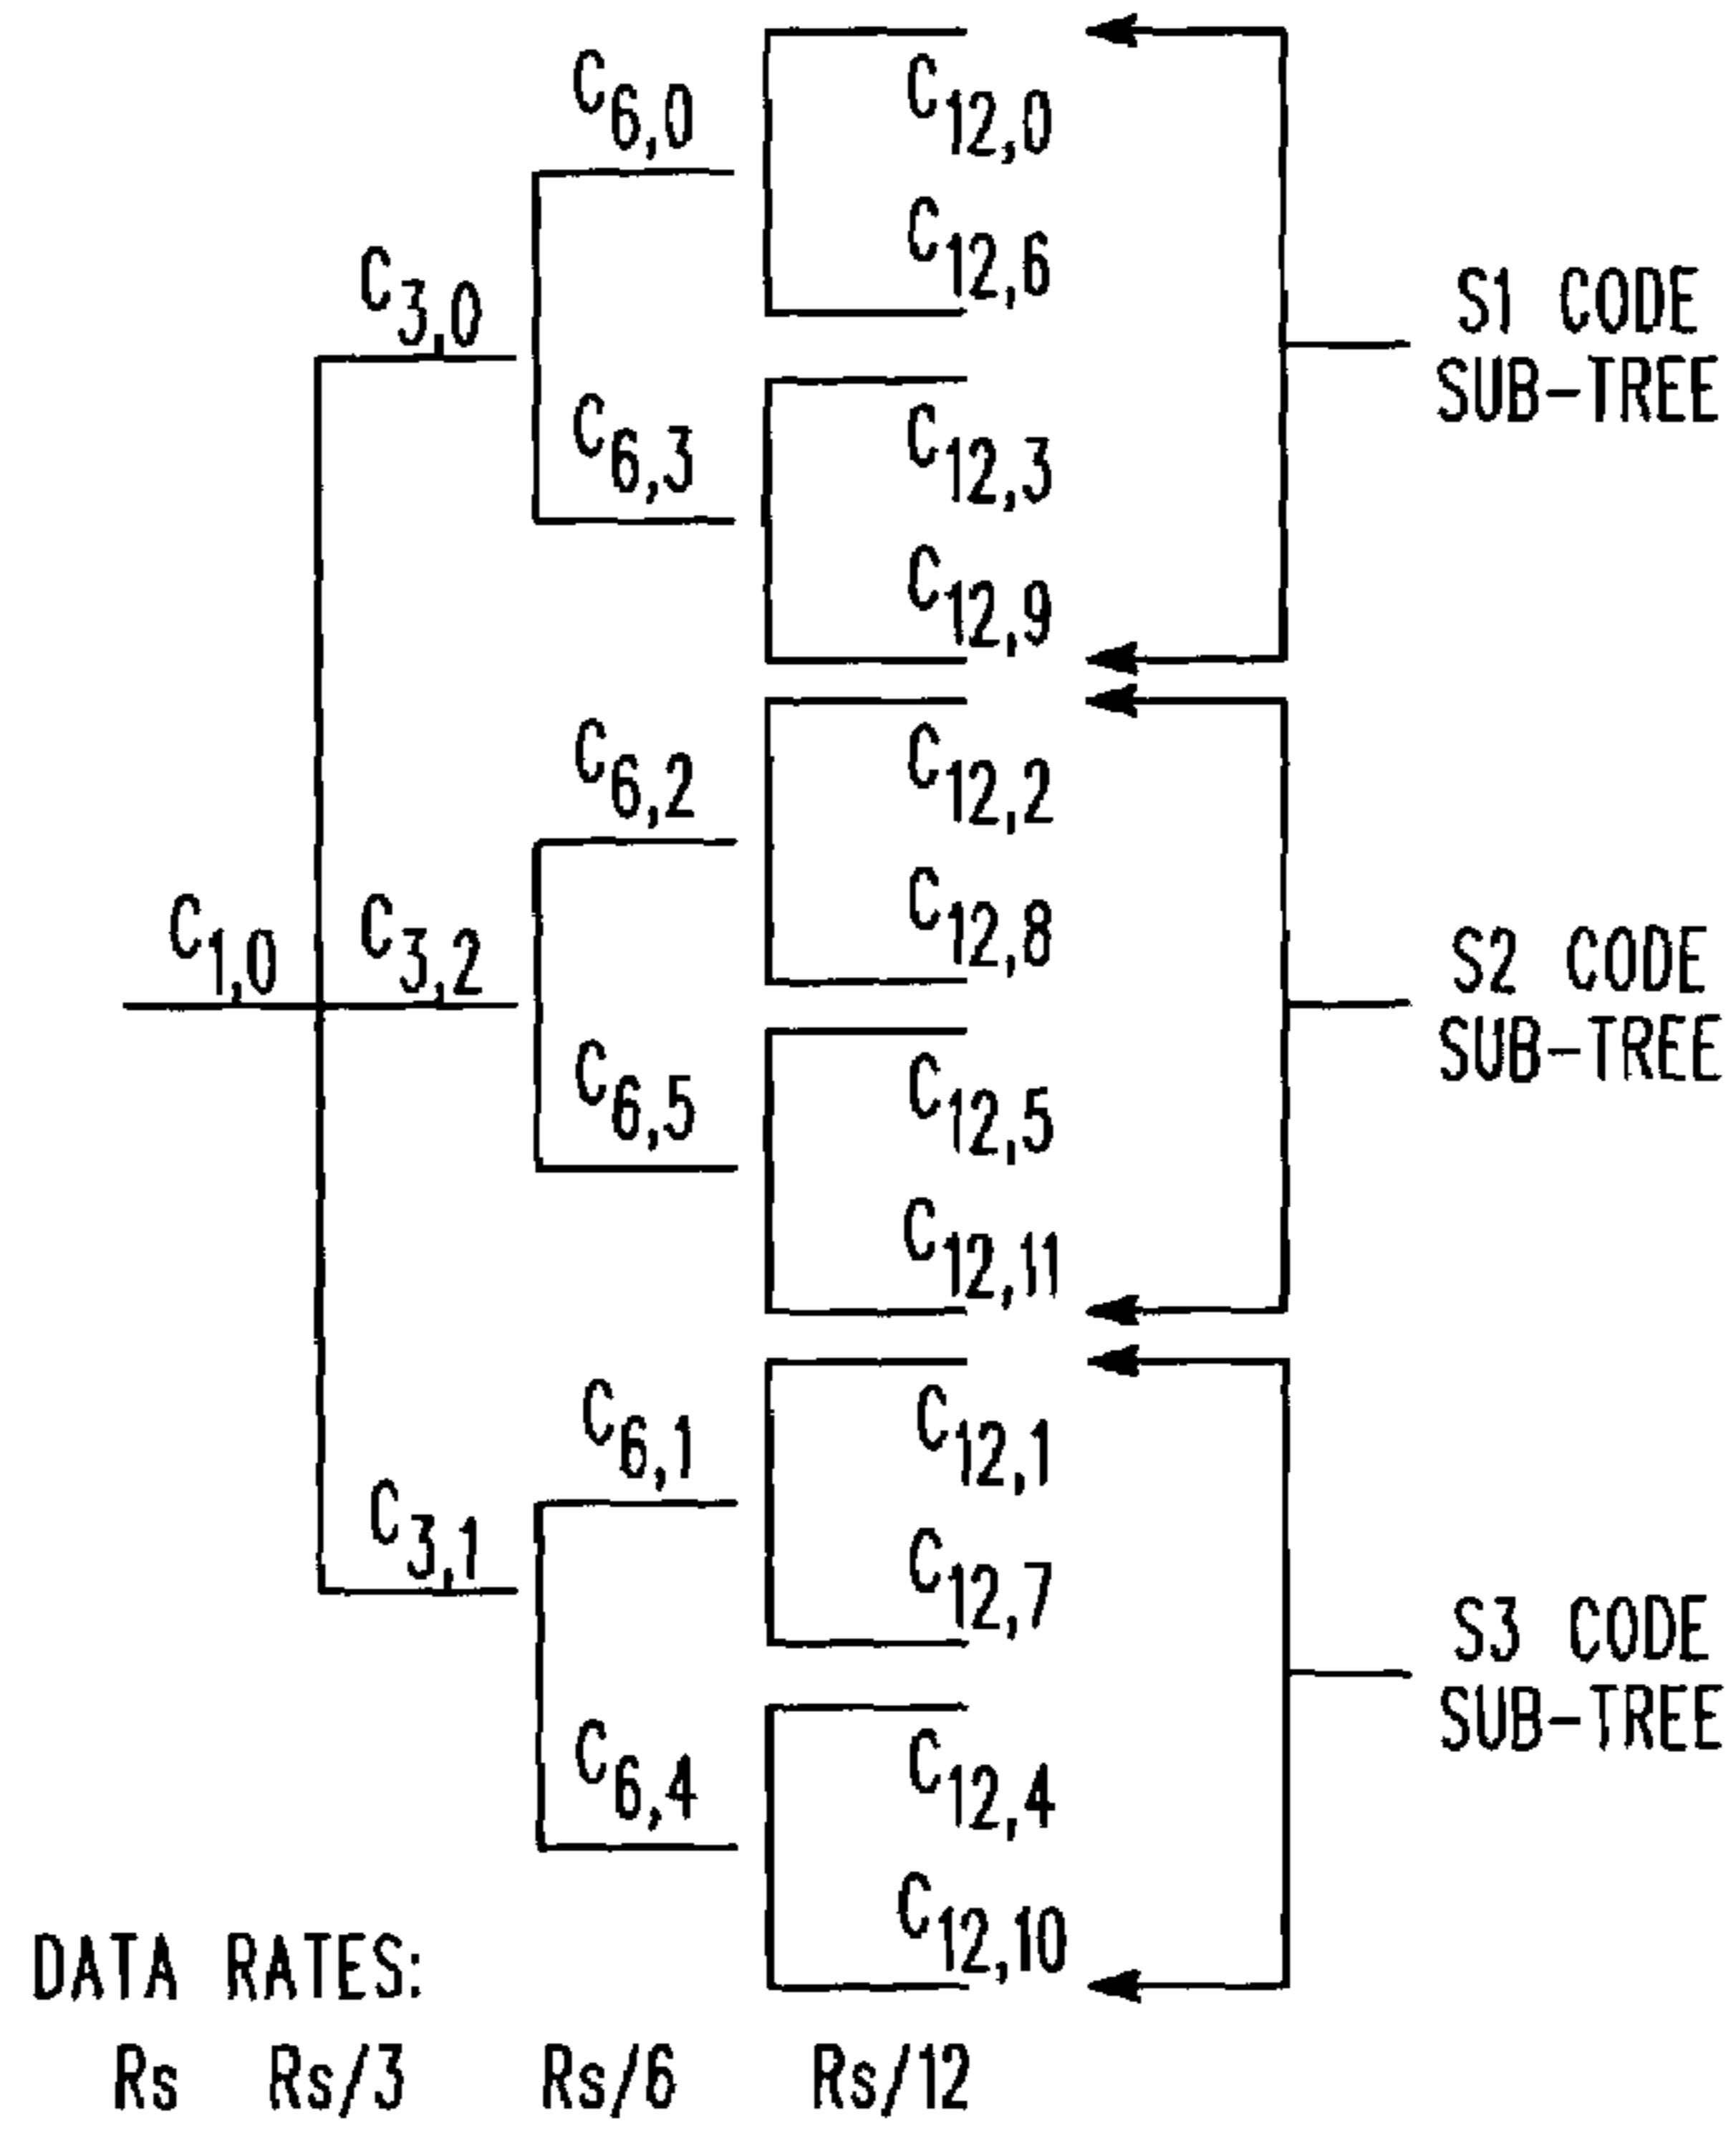 C6,0
C12,0
C12,6
C3,0
S1 CODE
SUB-TREE
C6,3
C12,3
C12,9
C6,2
C12,2
C12,8
C1,0
C3,2
S2 CODE
SUB-TREE
C6,5
C12,5
C12,11
C6,1
C12,1
C3,1
C12,7
S3 CODE
SUB-TREE
C6,4
C12,4
C12,10
DATA RATES:
Rs Rs/3 Rs/6 Rs/12